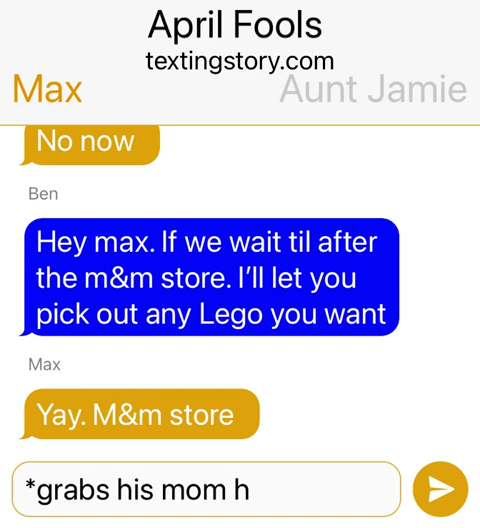 April Fools
textingstory.com
Max
Aunt Jamie
No now
Ben
Hey max. If we wait til after
the m&m store. I'll let you
pick out any Lego you want
Max
Yay. M&m store
*grabs his mom h